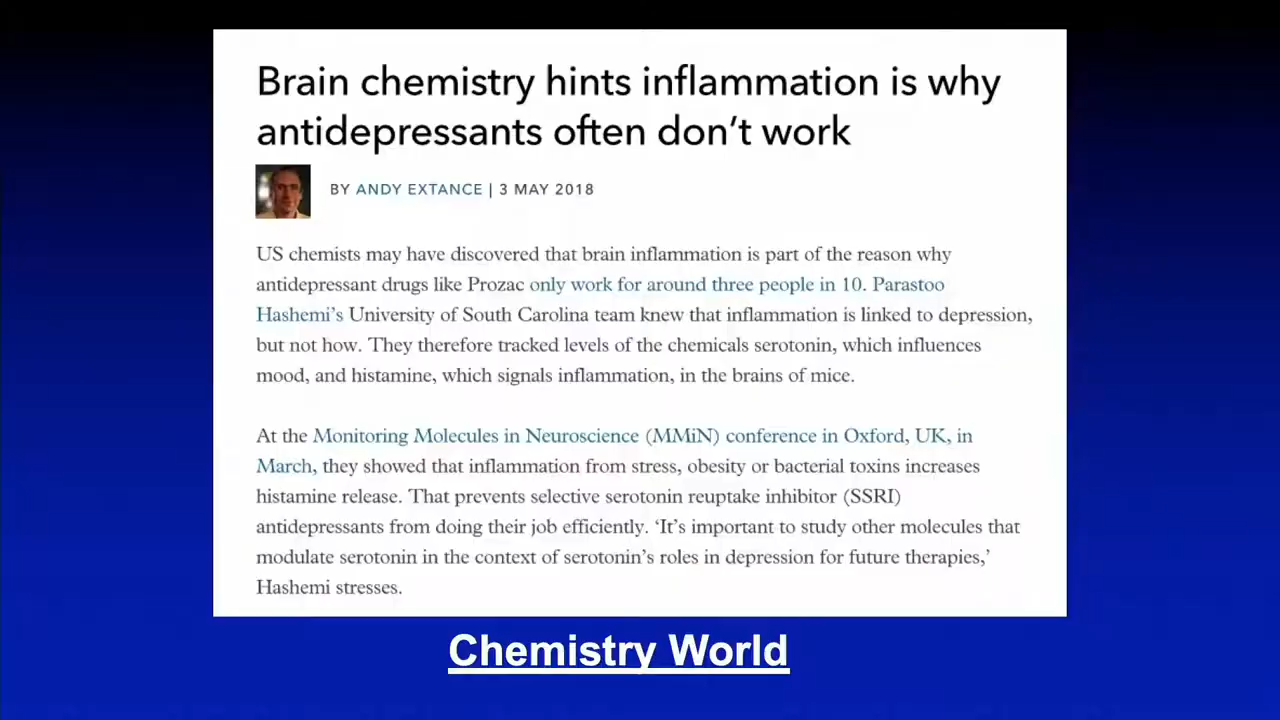 Brain chemistry hints inflammation is why
antidepressants often don’t work
BY ANDY EXTANCE | 3 MAY 2018
US chemists may have discovered that brain inflammation is part of the reason why
antidepressant drugs like Prozac only work for around three people in 10. Parastoo
Hashemi’s University of South Carolina team knew that inflammation is linked to depression,
but not how. They therefore tracked levels of the chemicals serotonin, which influences
mood, and histamine, which signals inflammation, in the brains of mice.
At the Monitoring Molecules in Neuroscience (MMiN) conference in Oxford, UK, in
March, they showed that inflammation from stress, obesity or bacterial toxins increases
histamine release. That prevents selective serotonin reuptake inhibitor (SSRI)
antidepressants from doing their job efficiently. ‘It’s important to study other molecules that
modulate serotonin in the context of serotonin’s roles in depression for future therapies,’
Hashemi stresses.
Chemistry World